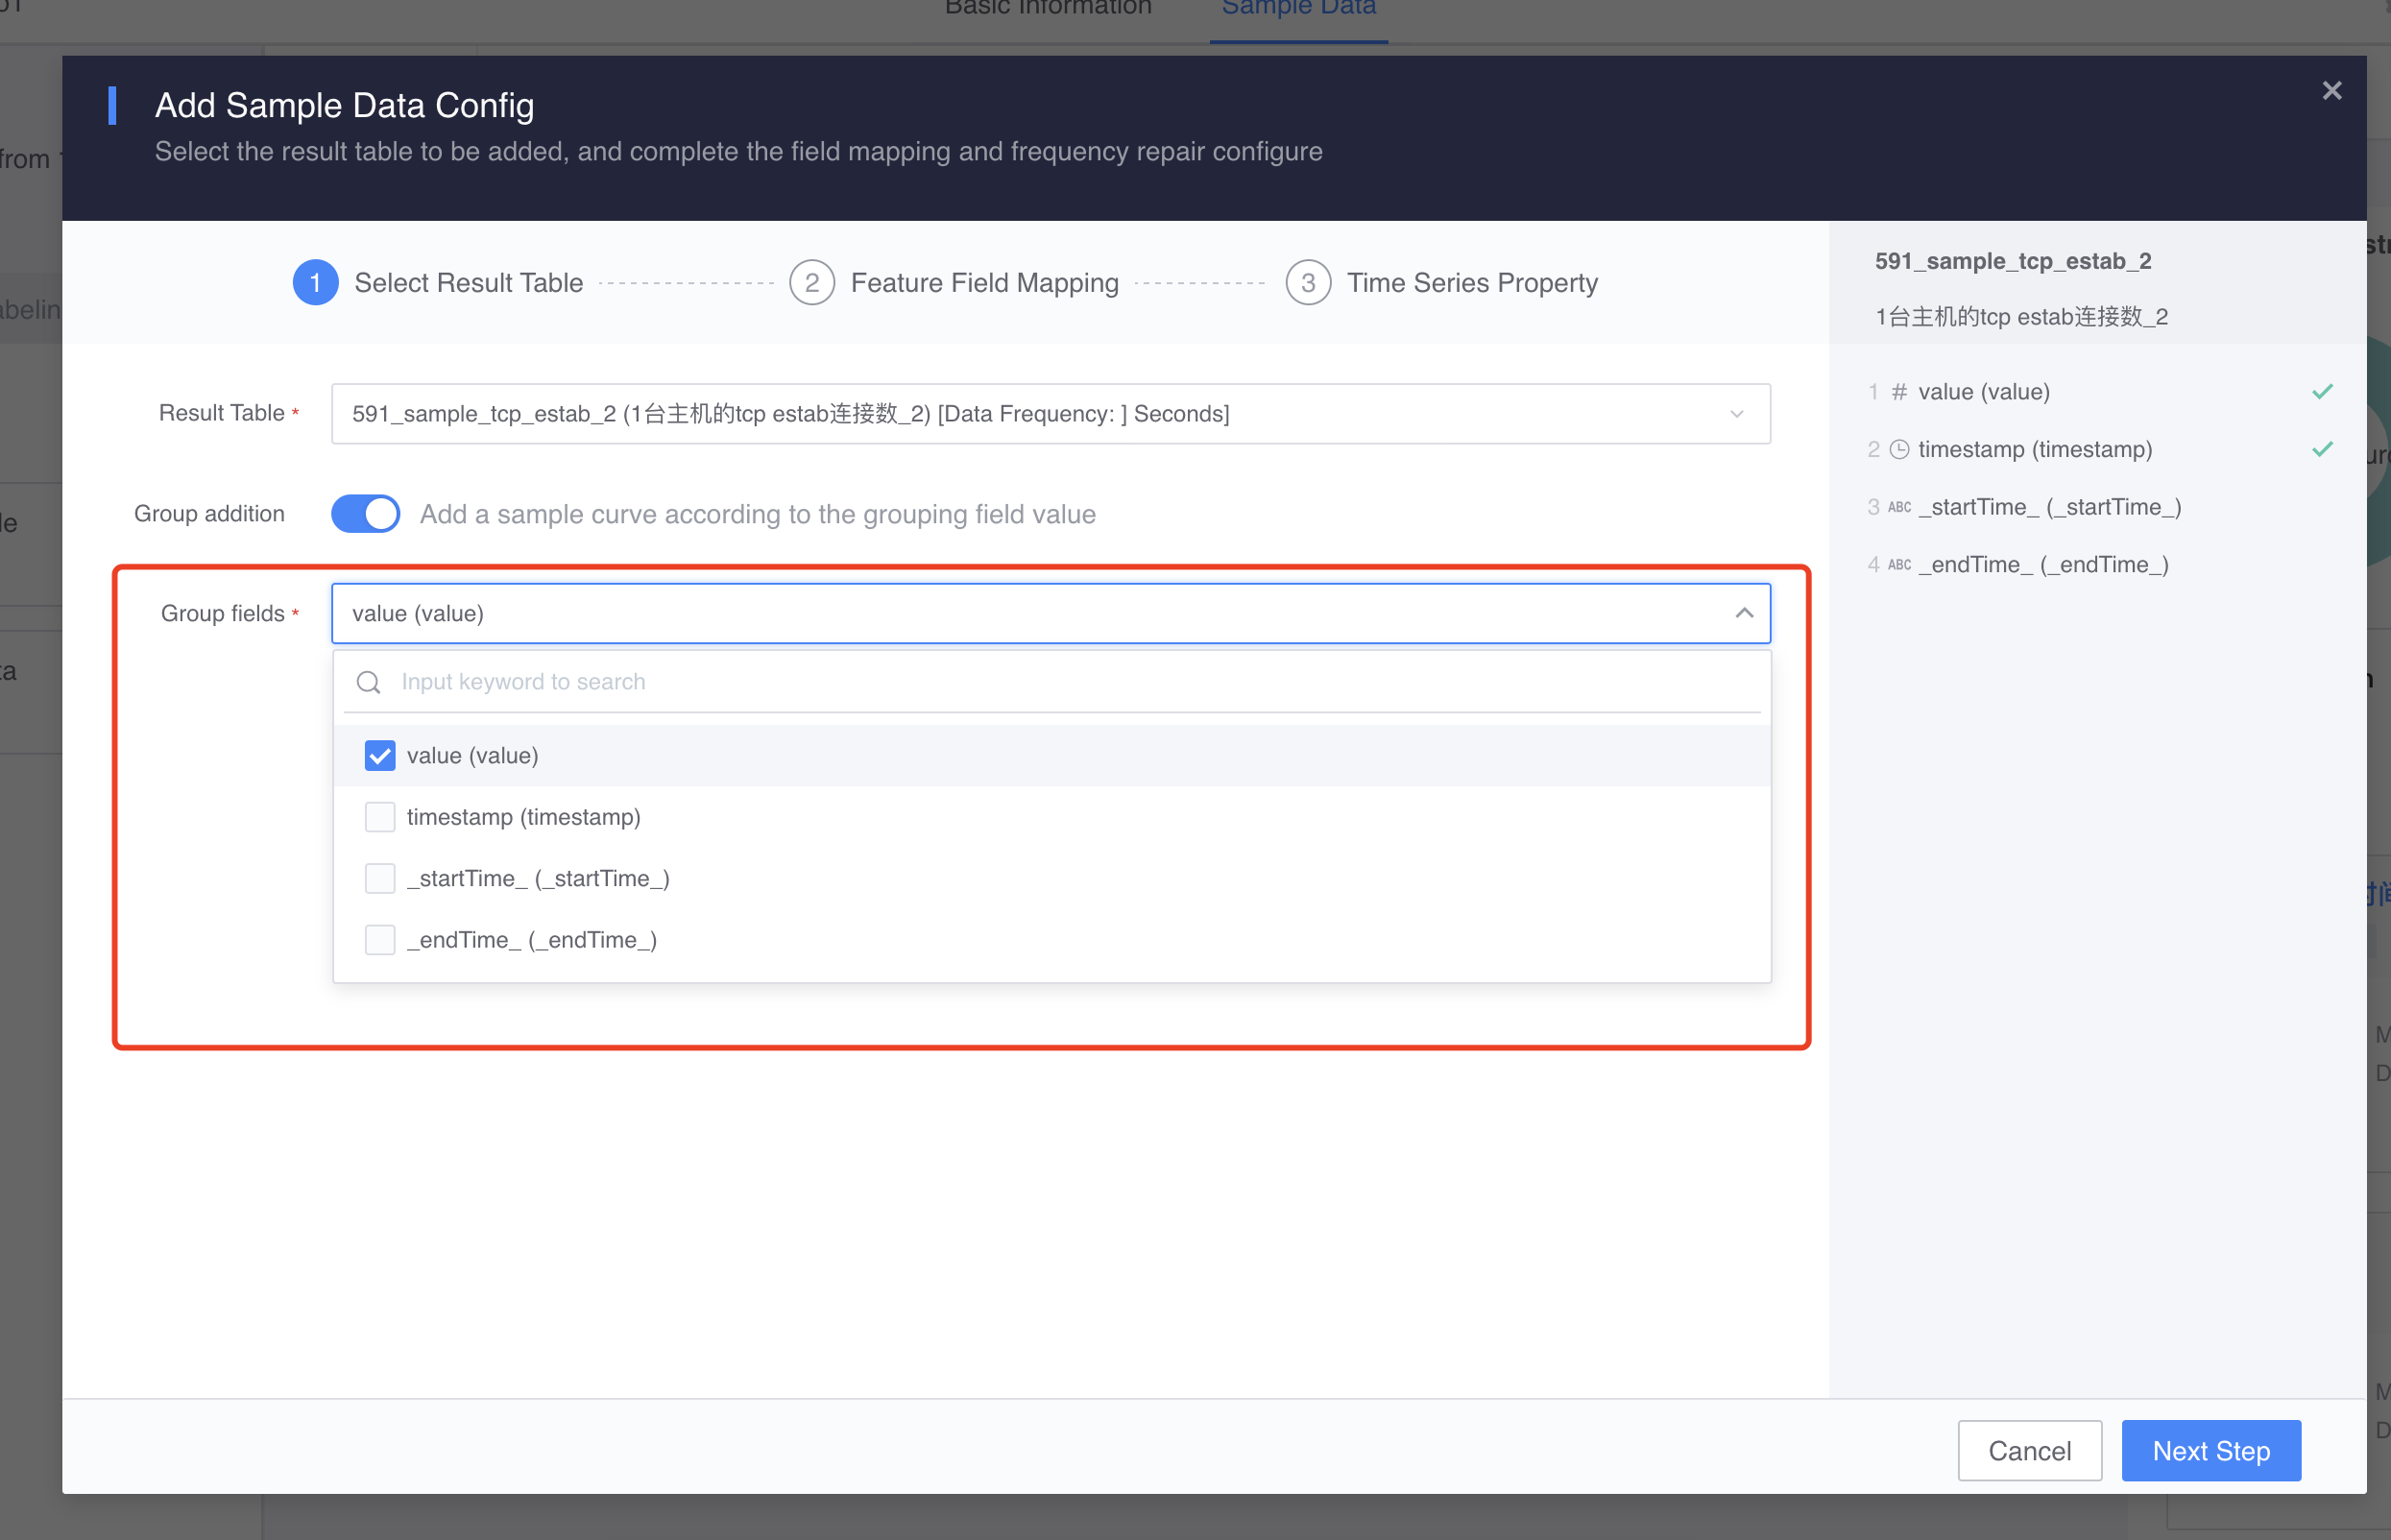 Basic Information
Sample Data
Add Sample Data Config
Select the result table to be added, and complete the field mapping and frequency repair configure
from
1 Select Result Table
2 Feature Field Mapping
3 Time Series Property
Result Table *
591_sample_tcp_estab_2 (1台主机的tcp estab连接数_2) [Data Frequency: ] Seconds]
Group addition
Add a sample curve according to the grouping field value
Group fields *
value (value)
Input keyword to search
value (value)
timestamp (timestamp)
_startTime_ (_startTime_)
_endTime_ (_endTime_)
591_sample_tcp_estab_2
1台主机的tcp estab连接数_2
1 # value (value)
2 timestamp (timestamp)
3 ABC _startTime_ (_startTime_)
4 ABC _endTime_ (_endTime_)
Cancel
Next Step